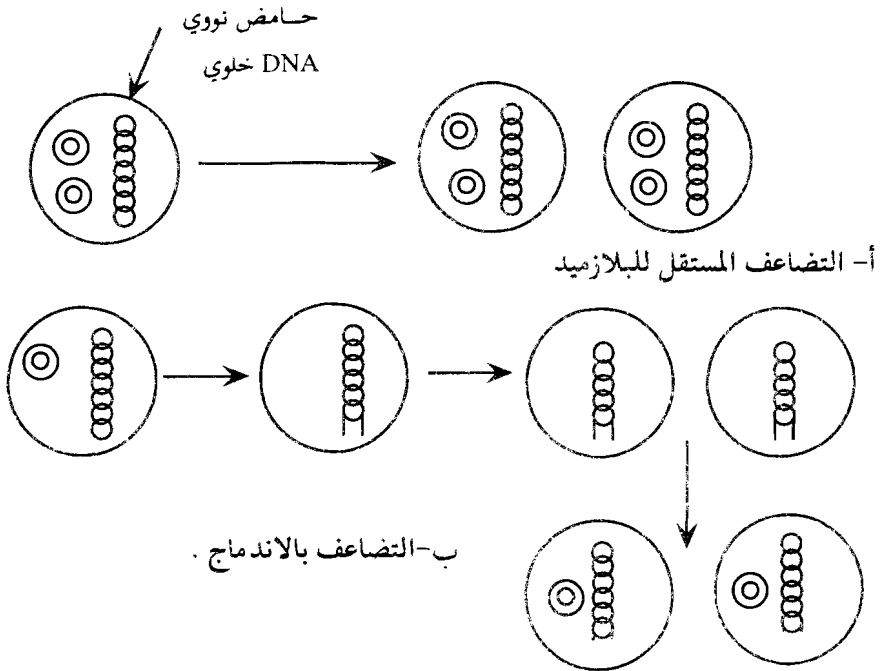 حامض نووي
DNA خلوي
أ- التضاعف المستقل للبلازميد
ب-التضاعف بالاندماج .